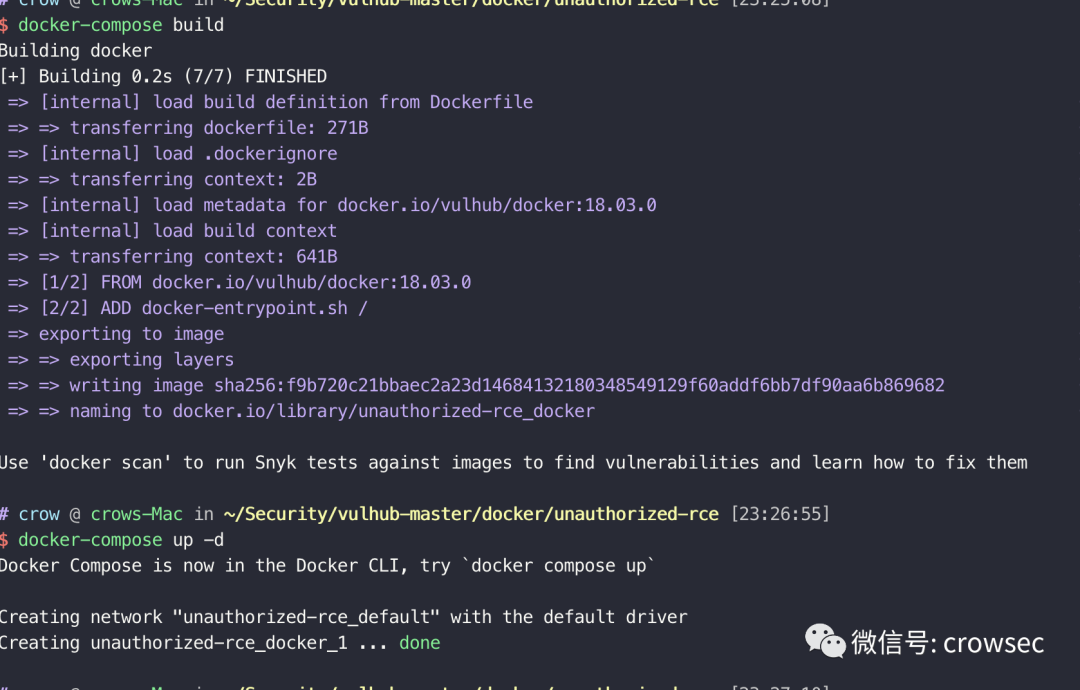 # crow @ crows-Mac in ~/Security/vulhub-master/docker/unauthorized-rce [23:25:08]
$ docker-compose build
Building docker
[+] Building 0.2s (7/7) FINISHED
=> [internal] load build definition from Dockerfile
=> => transferring dockerfile: 271B
=> [internal] load .dockerignore
=> => transferring context: 2B
=> [internal] load metadata for docker.io/vulhub/docker:18.03.0
=> [internal] load build context
=> => transferring context: 641B
=> [1/2] FROM docker.io/vulhub/docker:18.03.0
=> [2/2] ADD docker-entrypoint.sh /
=> exporting to image
=> => exporting layers
=> => writing image sha256:f9b720c21bbaec2a23d14684132180348549129f60addf6bb7df90aa6b869682
=> => naming to docker.io/library/unauthorized-rce_docker
Use 'docker scan' to run Snyk tests against images to find vulnerabilities and learn how to fix them
# crow @ crows-Mac in ~/Security/vulhub-master/docker/unauthorized-rce [23:26:55]
$ docker-compose up -d
Docker Compose is now in the Docker CLI, try `docker compose up`
Creating network "unauthorized-rce_default" with the default driver
Creating unauthorized-rce_docker_1 ... done
微信号: crowsec